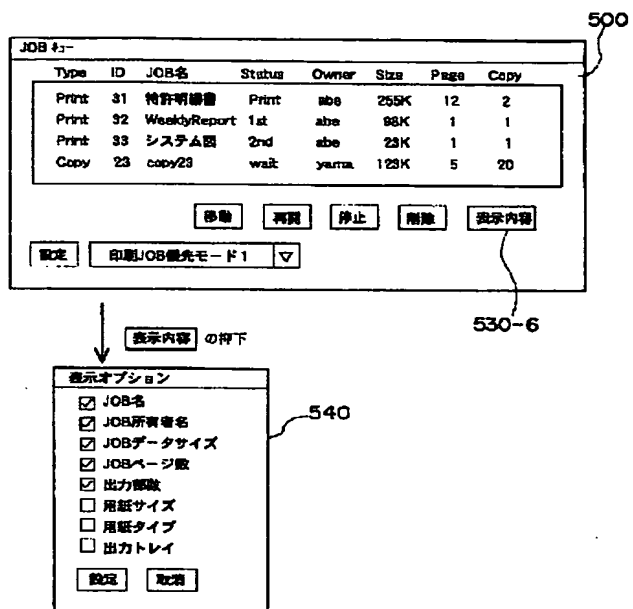 500
JOB キュー
Type ID JOB名 Status Owner Size Page Copy
Print 31 特許明細書 Print abe 255K 12 2
Print 32 WeeklyReport 1st abe 98K 1 1
Print 33 システム図 2nd abe 23K 1 1
Copy 23 copy23 wait yama 123K 5 20
移動 再開 停止 削除 表示内容
設定 印刷JOB優先モード1
530-6
表示内容 の押下
表示オプション
540
JOB名
JOB所有者名
JOBデータサイズ
JOBページ数
出力部数
用紙サイズ
用紙タイプ
出力トレイ
設定 取消